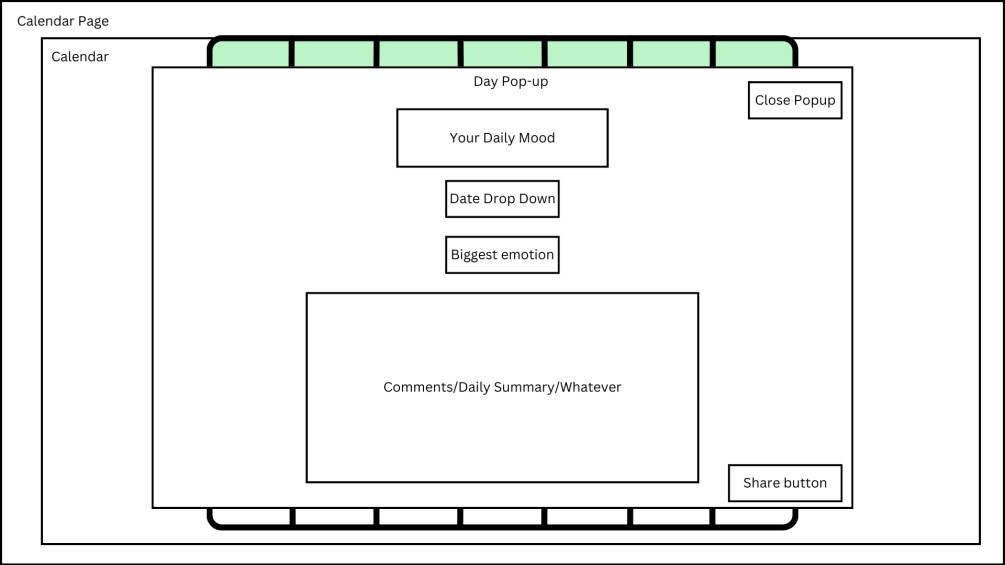 Calendar Page
Calendar
Day Pop-up
Close Popup
Your Daily Mood
Date Drop Down
Biggest emotion
Comments/Daily Summary/Whatever
Share button